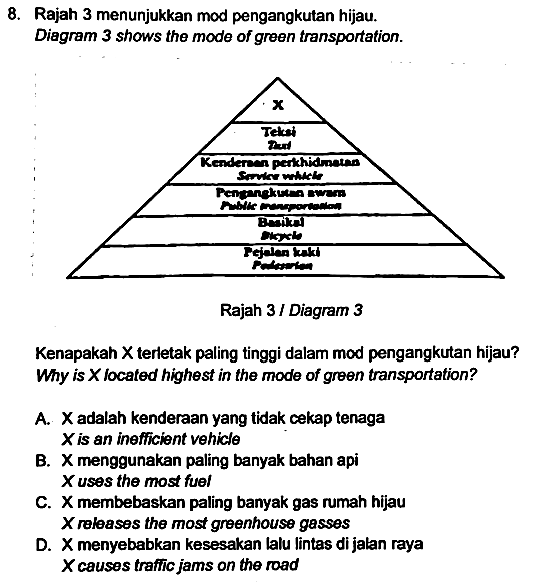 8. Rajah 3 menunjukkan mod pengangkutan hijau.
Diagram 3 shows the mode of green transportation.
X
Teksi
Taxi
Kenderaan perkhidmatan
Service vehicle
Pengangkutan awam
Public transportation
Basikal
Bicycle
Pejalan kaki
Pedestrian
Rajah 3 / Diagram 3
Kenapakah X terletak paling tinggi dalam mod pengangkutan hijau?
Why is X located highest in the mode of green transportation?
A. X adalah kenderaan yang tidak cekap tenaga
X is an inefficient vehicle
B. X menggunakan paling banyak bahan api
X uses the most fuel
C. X membebaskan paling banyak gas rumah hijau
X releases the most greenhouse gasses
D. X menyebabkan kesesakan lalu lintas di jalan raya
X causes traffic jams on the road